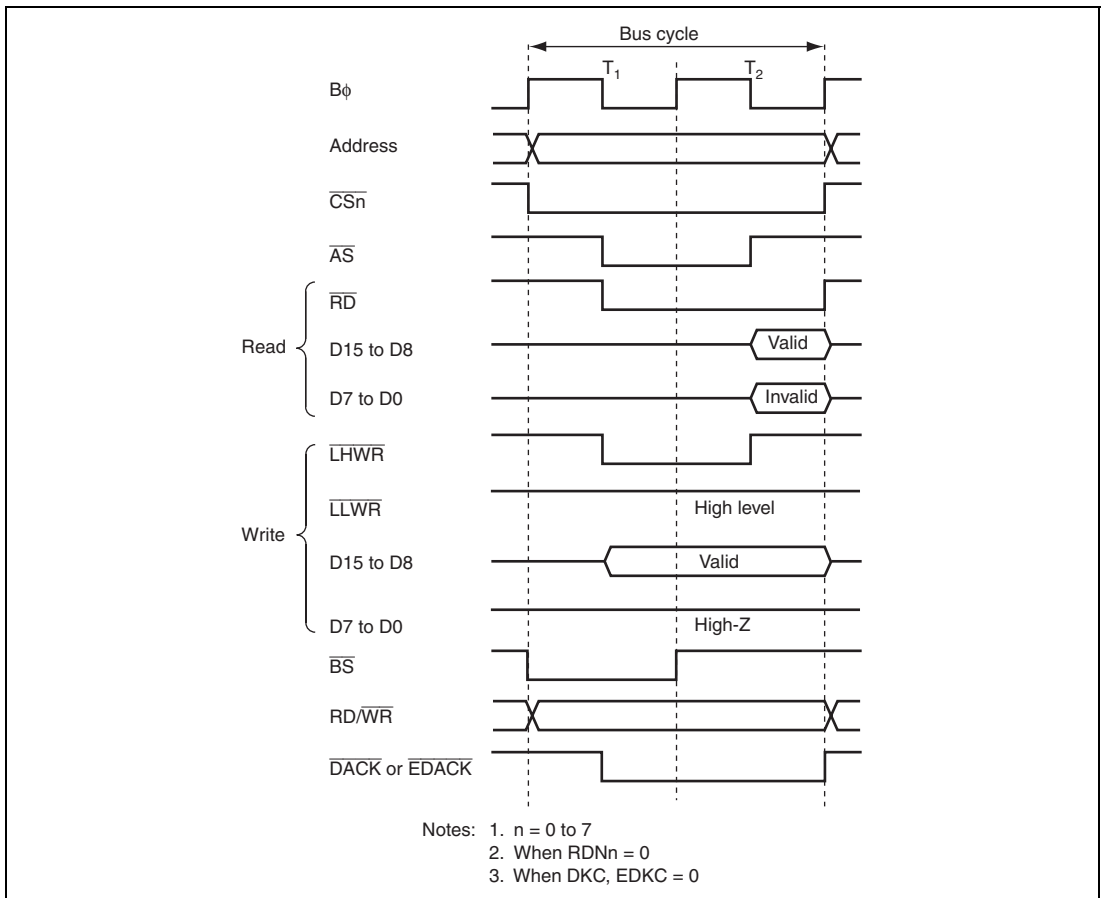 Bus cycle
T1 T2
Bϕ
Address
CSn
AS
RD
Read
D15 to D8 Valid
D7 to D0 Invalid
LHWR
LLWR High level
Write
D15 to D8 Valid
D7 to D0 High-Z
BS
RD/WR
DACK or EDACK
Notes: 1. n = 0 to 7
2. When RDNn = 0
3. When DKC, EDKC = 0